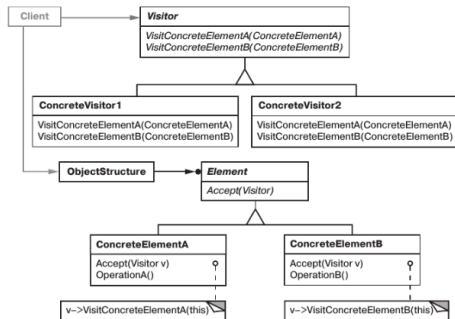 Client
Visitor
VisitConcreteElementA(ConcreteElementA)
VisitConcreteElementB(ConcreteElementB)
ConcreteVisitor1
VisitConcreteElementA(ConcreteElementA)
VisitConcreteElementB(ConcreteElementB)
ConcreteVisitor2
VisitConcreteElementA(ConcreteElementA)
VisitConcreteElementB(ConcreteElementB)
ObjectStructure
Element
Accept(Visitor)
ConcreteElementA
Accept(Visitor v)
OperationA()
ConcreteElementB
Accept(Visitor v)
OperationB()
v->VisitConcreteElementA(this)
v->VisitConcreteElementB(this)